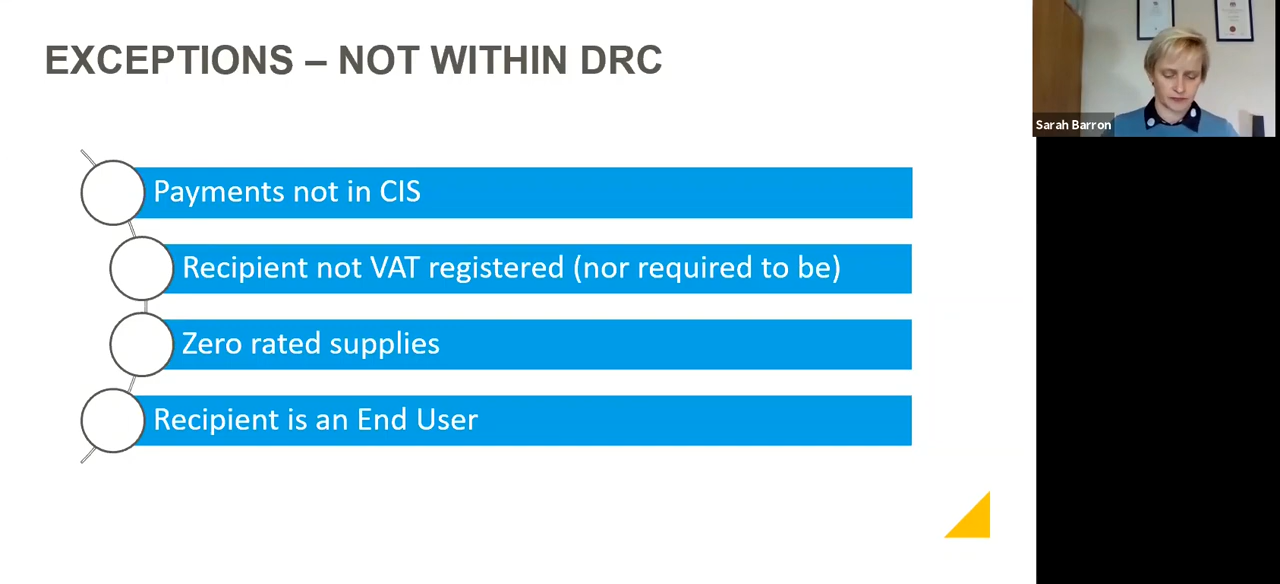 EXCEPTIONS – NOT WITHIN DRC
Payments not in CIS
Recipient not VAT registered (nor required to be)
Zero rated supplies
Recipient is an End User
Sarah Barron